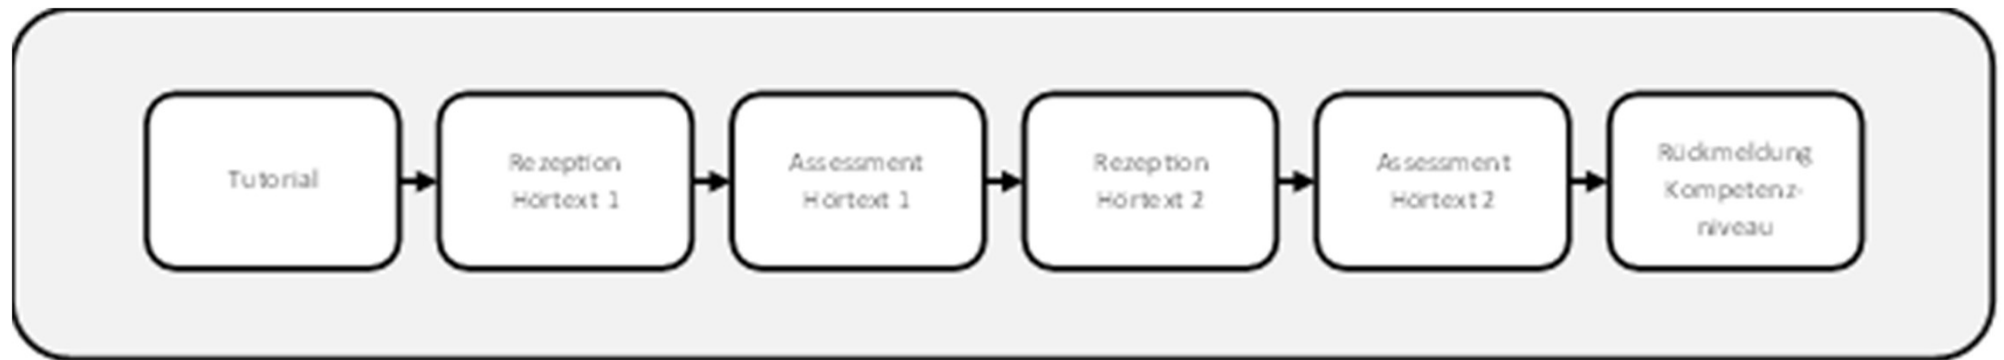 Tutorial
Rezeption
Hörtext 1
Assessment
Hörtext 1
Rezeption
Hörtext 2
Assessment
Hörtext 2
Rückmeldung
Kompetenz-
niveau